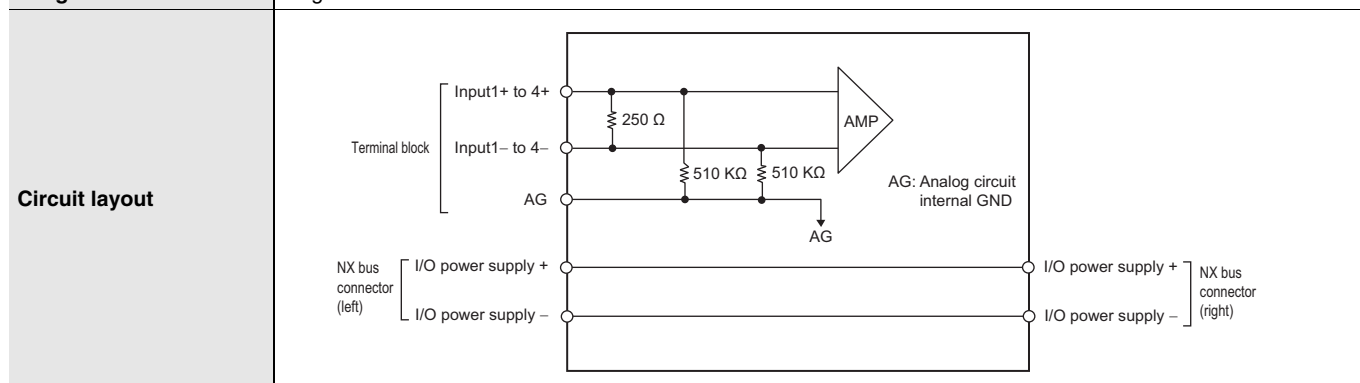 Circuit layout
Terminal block
Input1+ to 4+
Input1− to 4−
AG
250 Ω
510 KΩ
510 KΩ
AMP
AG: Analog circuit
internal GND
AG
NX bus
connector
(left)
I/O power supply +
I/O power supply −
I/O power supply +
I/O power supply −
NX bus
connector
(right)